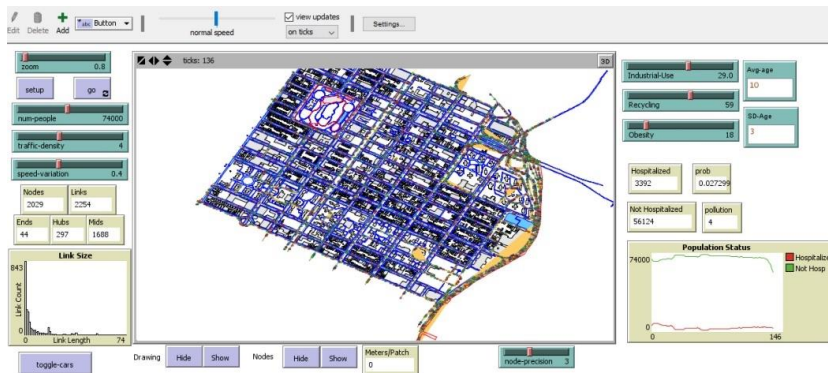 Edit Delete Add abc Button normal speed view updates on ticks Settings...
ticks: 136 3D
zoom 0.8
setup go
num-people 74000
traffic-density 4
speed-variation 0.4
Nodes 2029 Links 2254
Ends 44 Hubs 297 Mids 1688
Link Size
843
Link Count
0
0 Link Length 74
toggle-cars
Drawing Hide Show Nodes Hide Show Meters/Patch 0
node-precision 3
Industrial-Use 29.0
Recycling 59
Obesity 18
Avg-age
10
SD-Age
3
Hospitalized 3392 prob 0.027299
Not Hospitalized 56124 pollution 4
Population Status
74000
0
0 146
Hospitalize
Not Hosp